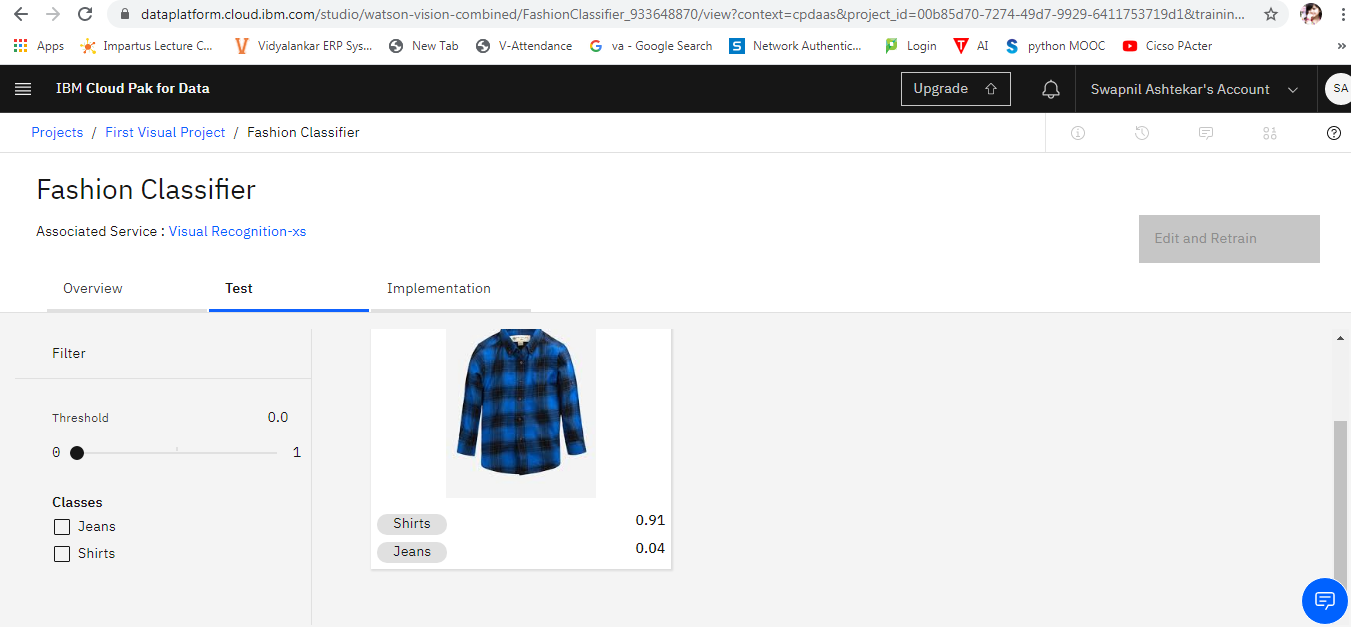 dataplatform.cloud.ibm.com/studio/watson-vision-combined/FashionClassifier_933648870/view?context=cpdaas&project_id=00b85d70-7274-49d7-9929-6411753719d1&trainin...
Apps Impartus Lecture C... Vidyalankar ERP Sys... New Tab V-Attendance va - Google Search Network Authentic... Login AI python MOOC Cicso PActer »
IBM Cloud Pak for Data Upgrade Swapnil Ashtekar's Account SA
Projects / First Visual Project / Fashion Classifier
Fashion Classifier
Associated Service : Visual Recognition-xs
Edit and Retrain
Overview Test Implementation
Filter
Threshold 0.0
0 1
Classes
Jeans
Shirts
Shirts 0.91
Jeans 0.04